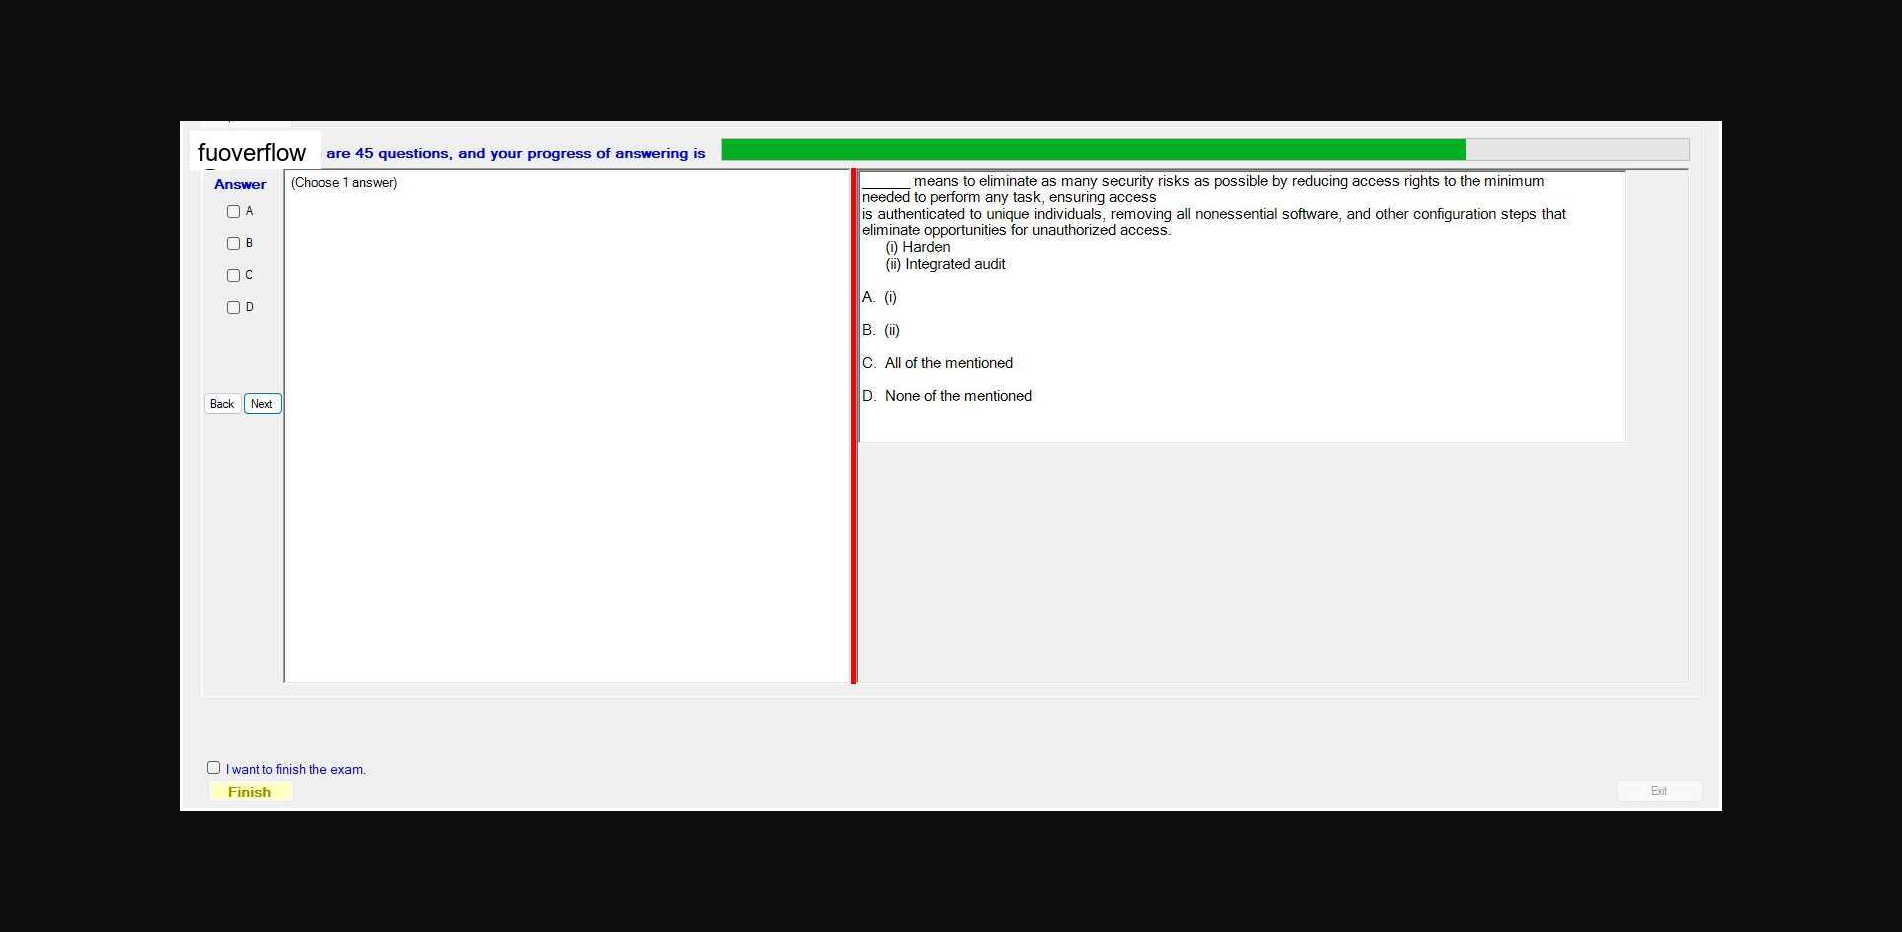 fuoverflow are 45 questions, and your progress of answering is
Answer
(Choose 1 answer)
A
B
C
D
Back Next
______ means to eliminate as many security risks as possible by reducing access rights to the minimum
needed to perform any task, ensuring access
is authenticated to unique individuals, removing all nonessential software, and other configuration steps that
eliminate opportunities for unauthorized access.
(i) Harden
(ii) Integrated audit
A. (i)
B. (ii)
C. All of the mentioned
D. None of the mentioned
I want to finish the exam.
Finish
Exit